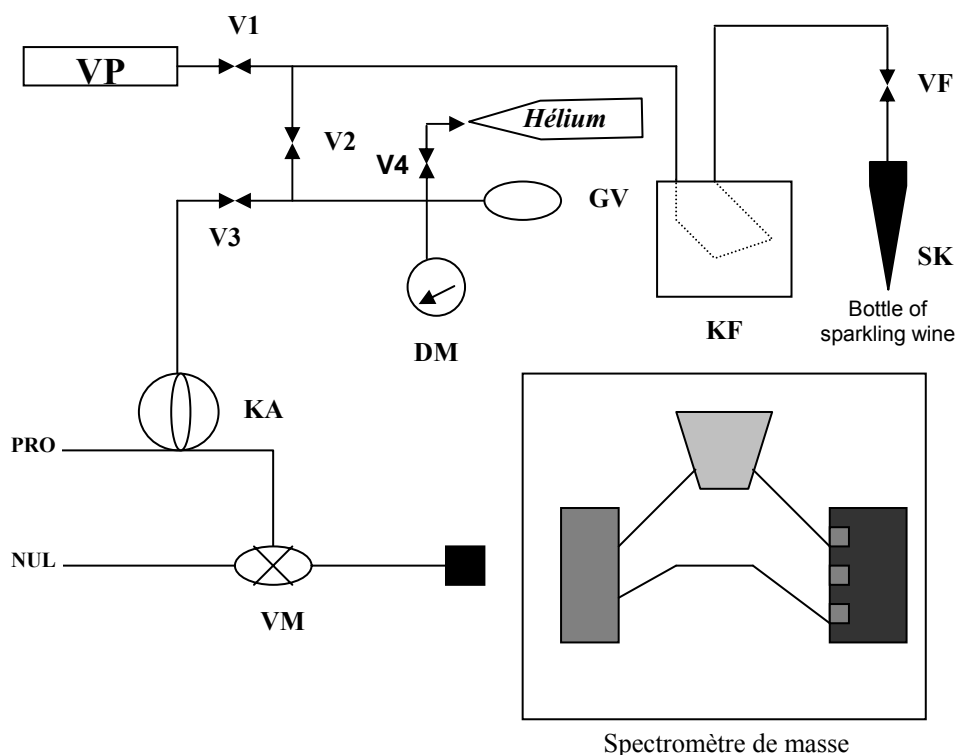 V1
VP
VF
Hélium
V2
V4
GV
V3
SK
Bottle of
sparkling wine
KF
DM
KA
PRO
NUL
VM
Spectromètre de masse